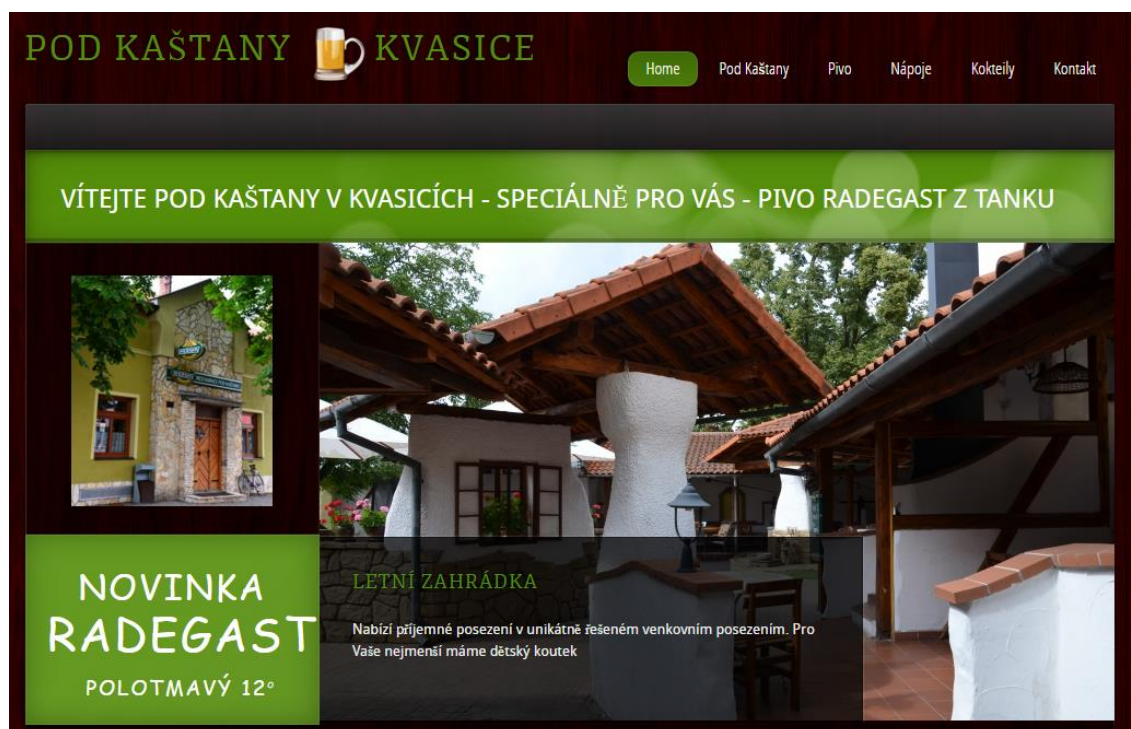 POD KAŠTANY KVASICE
Home Pod Kaštany Pivo Nápoje Kokteily Kontakt
VÍTEJTE POD KAŠTANY V KVASICÍCH - SPECIÁLNĚ PRO VÁS - PIVO RADEGAST Z TANKU
NOVINKA
RADEGAST
POLOTMAVÝ 12°
LETNÍ ZAHRÁDKA
Nabízí příjemné posezení v unikátně řešeném venkovním posezením. Pro
Vaše nejmenší máme dětský koutek